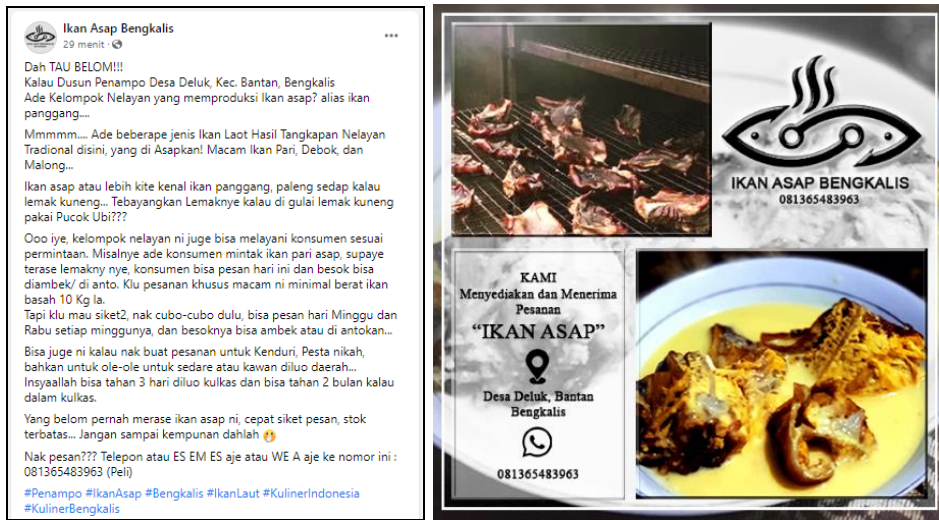 Ikan Asap Bengkalis
29 menit ·
Dah TAU BELOM!!!
Kalau Dusun Penampo Desa Deluk, Kec. Bantan, Bengkalis
Ade Kelompok Nelayan yang memproduksi Ikan asap? alias ikan
panggang....
Mmmmm.... Ade beberape jenis Ikan Laot Hasil Tangkapan Nelayan
Tradional disini, yang di Asapkan! Macam Ikan Pari, Debok, dan
Malong...
Ikan asap atau lebih kite kenal ikan panggang, paleng sedap kalau
lemak kuneng... Tebayangkan Lemaknye kalau di gulai lemak kuneng
pakai Pucok Ubi???
Ooo iye, kelompok nelayan ni juge bisa melayani konsumen sesuai
permintaan. Misalnye ade konsumen mintak ikan pari asap, supaye
terase lemakny nye, konsumen bisa pesan hari ini dan besok bisa
diambek/ di anto. Klu pesanan khusus macam ni minimal berat ikan
basah 10 Kg la.
Tapi klu mau siket2, nak cubo-cubo dulu, bisa pesan hari Minggu dan
Rabu setiap minggunya, dan besoknya bisa ambek atau di antokan...
Bisa juge ni kalau nak buat pesanan untuk Kenduri, Pesta nikah,
bahkan untuk ole-ole untuk sedare atau kawan diluo daerah...
Insyaallah bisa tahan 3 hari diluo kulkas dan bisa tahan 2 bulan kalau
dalam kulkas.
Yang belom pernah merase ikan asap ni, cepat siket pesan, stok
terbatas... Jangan sampai kempunan dahlah 🤭
Nak pesan??? Telepon atau ES EM ES aje atau WE A aje ke nomor ini :
081365483963 (Peli)
#Penampo #IkanAsap #Bengkalis #IkanLaut #KulinerIndonesia
#KulinerBengkalis
IKAN ASAP BENGKALIS
081365483963
KAMI
Menyediakan dan Menerima
Pesanan
“IKAN ASAP”
Desa Deluk, Bantan
Bengkalis
081365483963